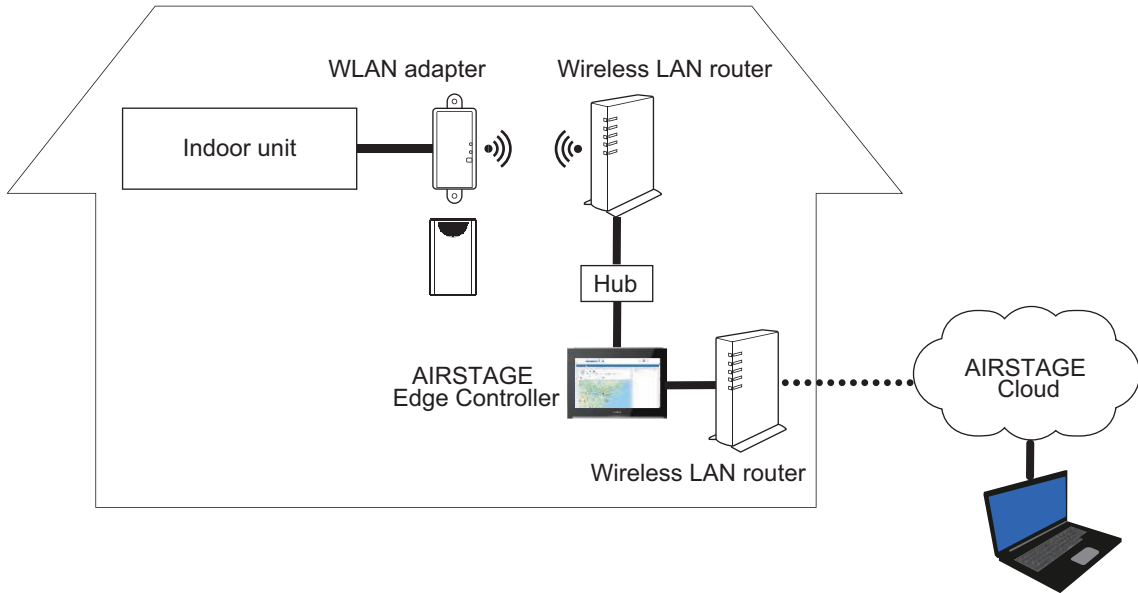 WLAN adapter
Wireless LAN router
Indoor unit
Hub
AIRSTAGE
Edge Controller
AIRSTAGE
Cloud
Wireless LAN router